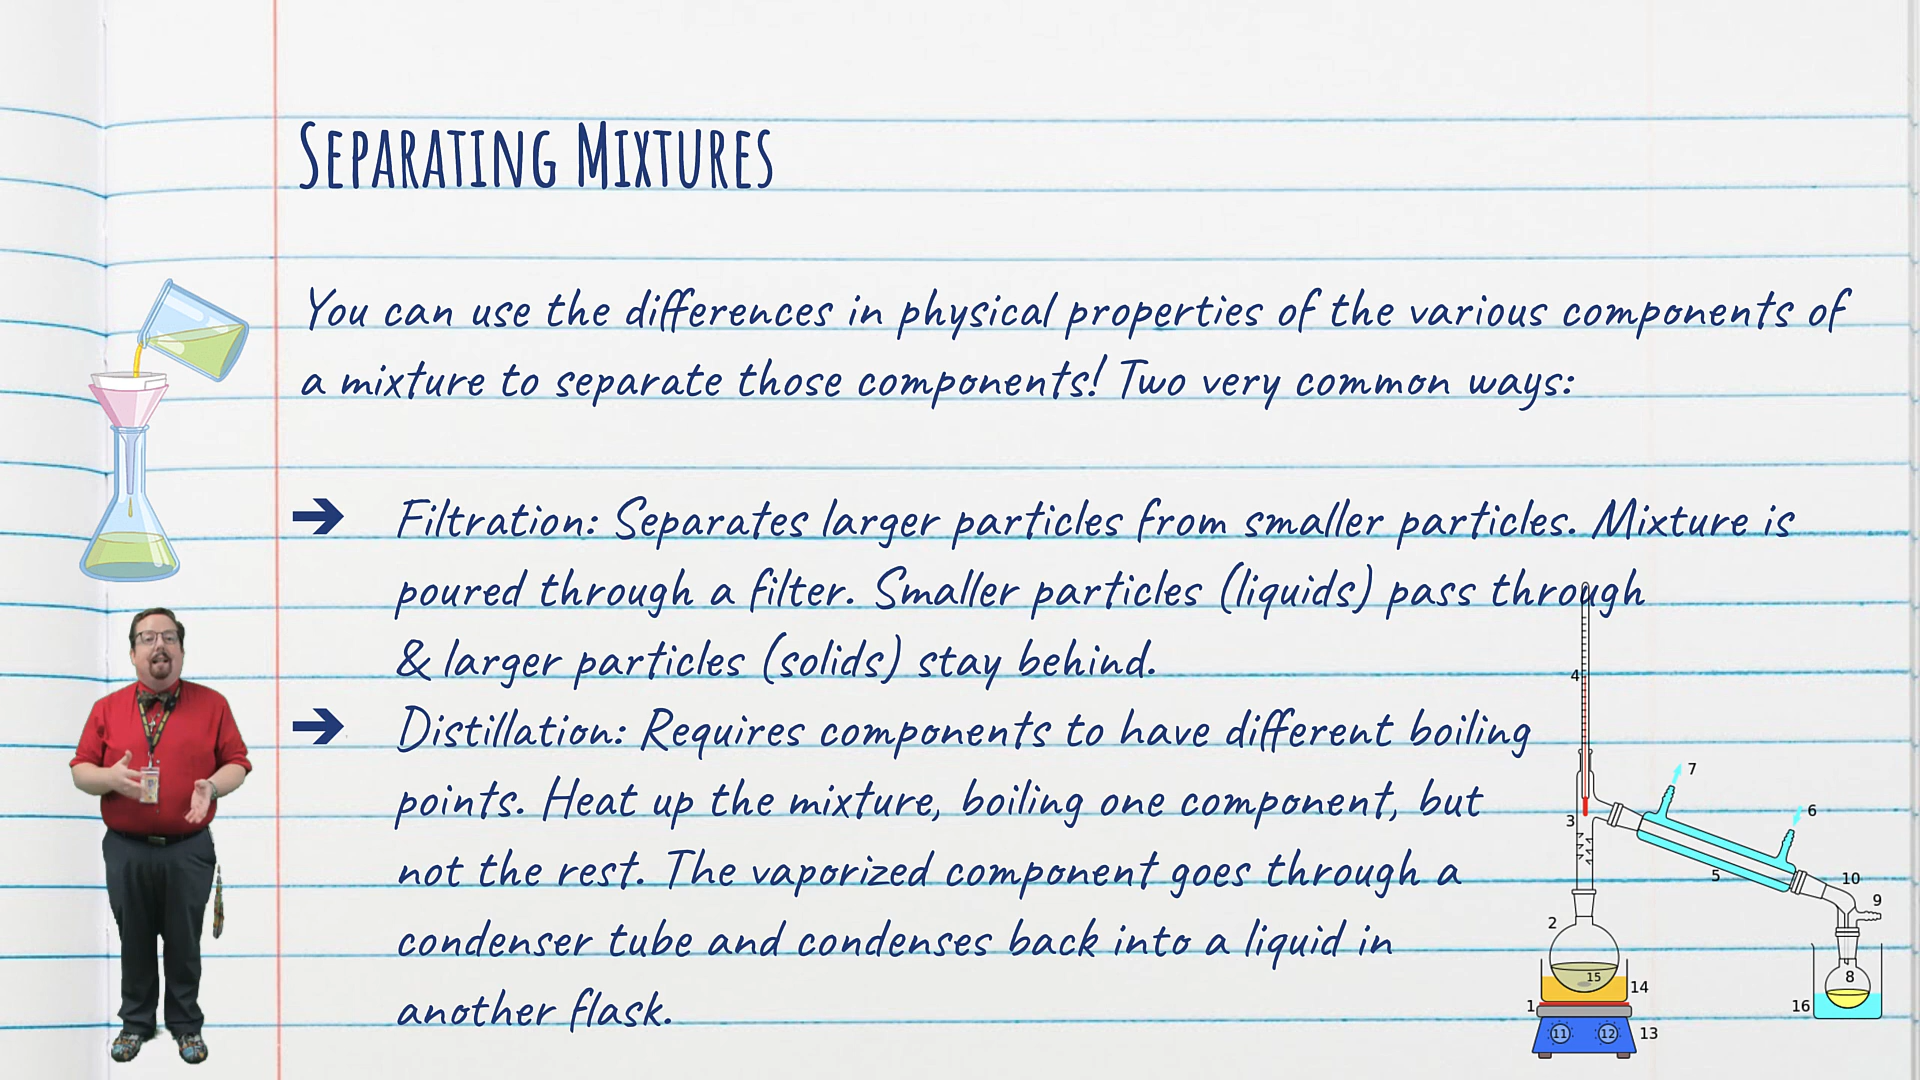 Separating Mixtures
You can use the differences in physical properties of the various components of
a mixture to separate those components! Two very common ways:
➔ Filtration: Separates larger particles from smaller particles. Mixture is
poured through a filter. Smaller particles (liquids) pass through
& larger particles (solids) stay behind.
➔ Distillation: Requires components to have different boiling
points. Heat up the mixture, boiling one component, but
not the rest. The vaporized component goes through a
condenser tube and condenses back into a liquid in
another flask.
4
7
6
3
5
10
9
2
15
8
14
1
16
11 12
13